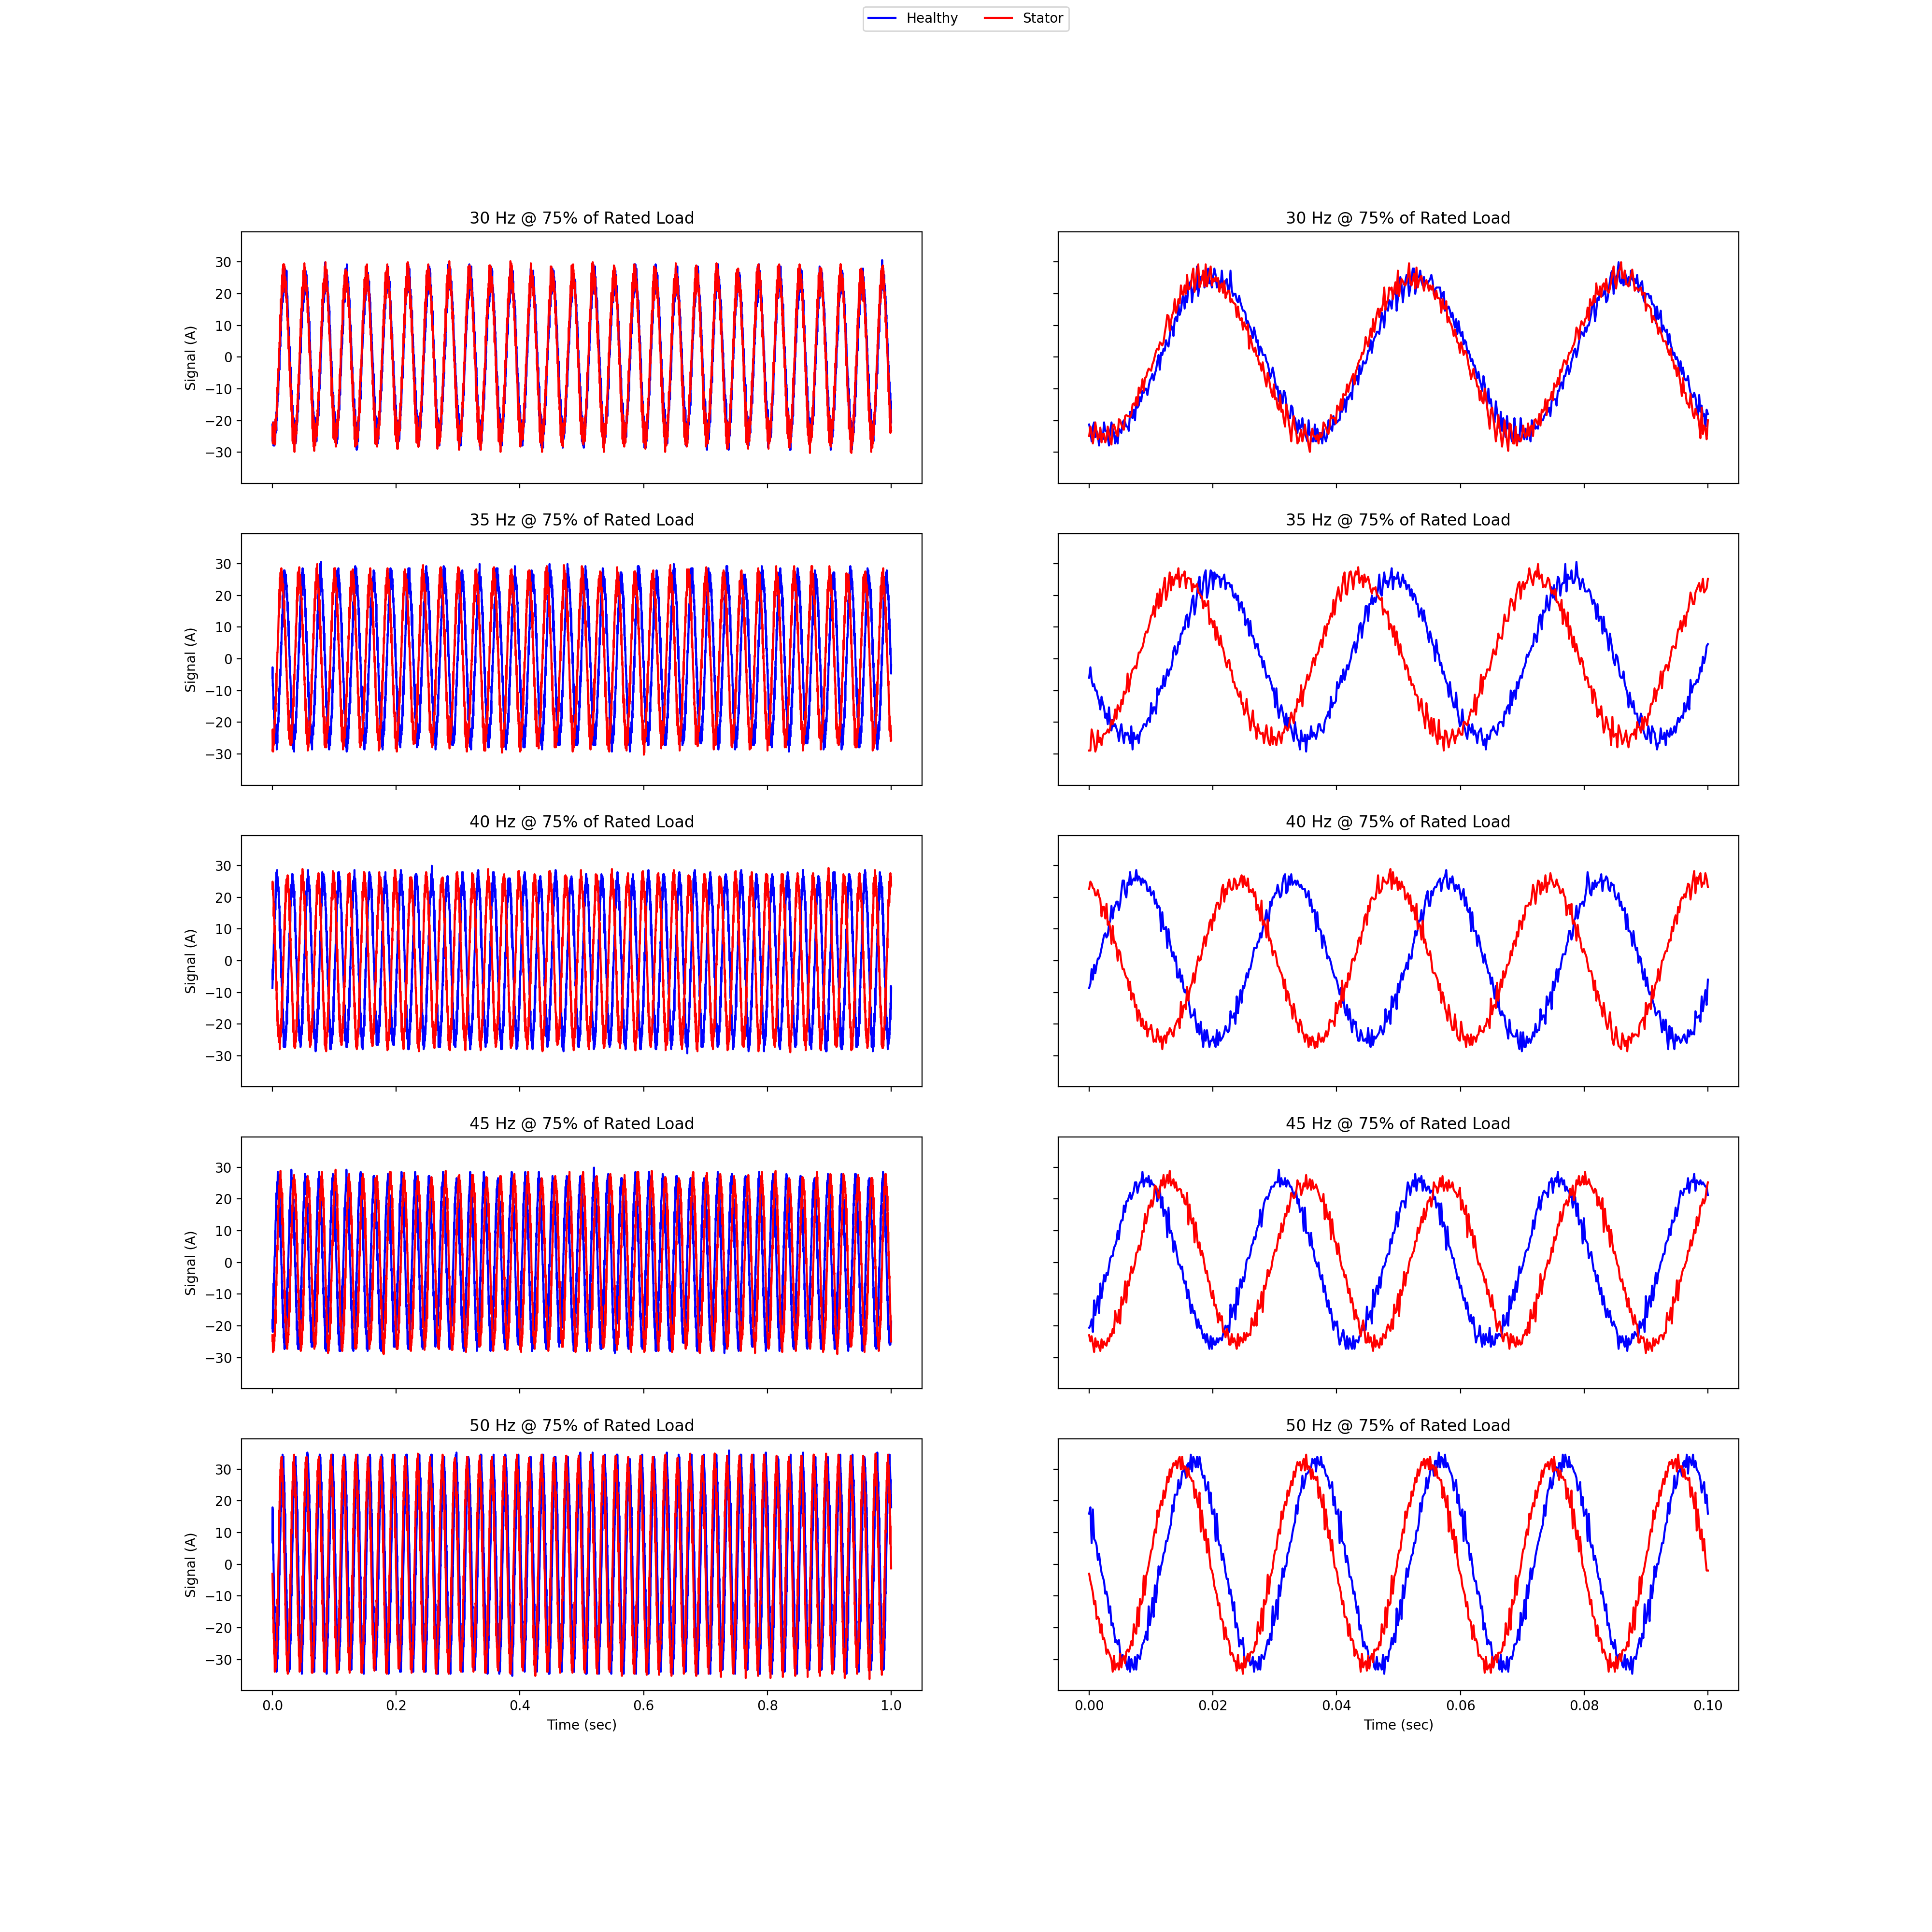 Healthy Stator
30 Hz @ 75% of Rated Load
30 Hz @ 75% of Rated Load
Signal (A)
30
20
10
0
−10
−20
−30
35 Hz @ 75% of Rated Load
35 Hz @ 75% of Rated Load
Signal (A)
30
20
10
0
−10
−20
−30
40 Hz @ 75% of Rated Load
40 Hz @ 75% of Rated Load
Signal (A)
30
20
10
0
−10
−20
−30
45 Hz @ 75% of Rated Load
45 Hz @ 75% of Rated Load
Signal (A)
30
20
10
0
−10
−20
−30
50 Hz @ 75% of Rated Load
50 Hz @ 75% of Rated Load
Signal (A)
30
20
10
0
−10
−20
−30
0.0 0.2 0.4 0.6 0.8 1.0
Time (sec)
0.00 0.02 0.04 0.06 0.08 0.10
Time (sec)